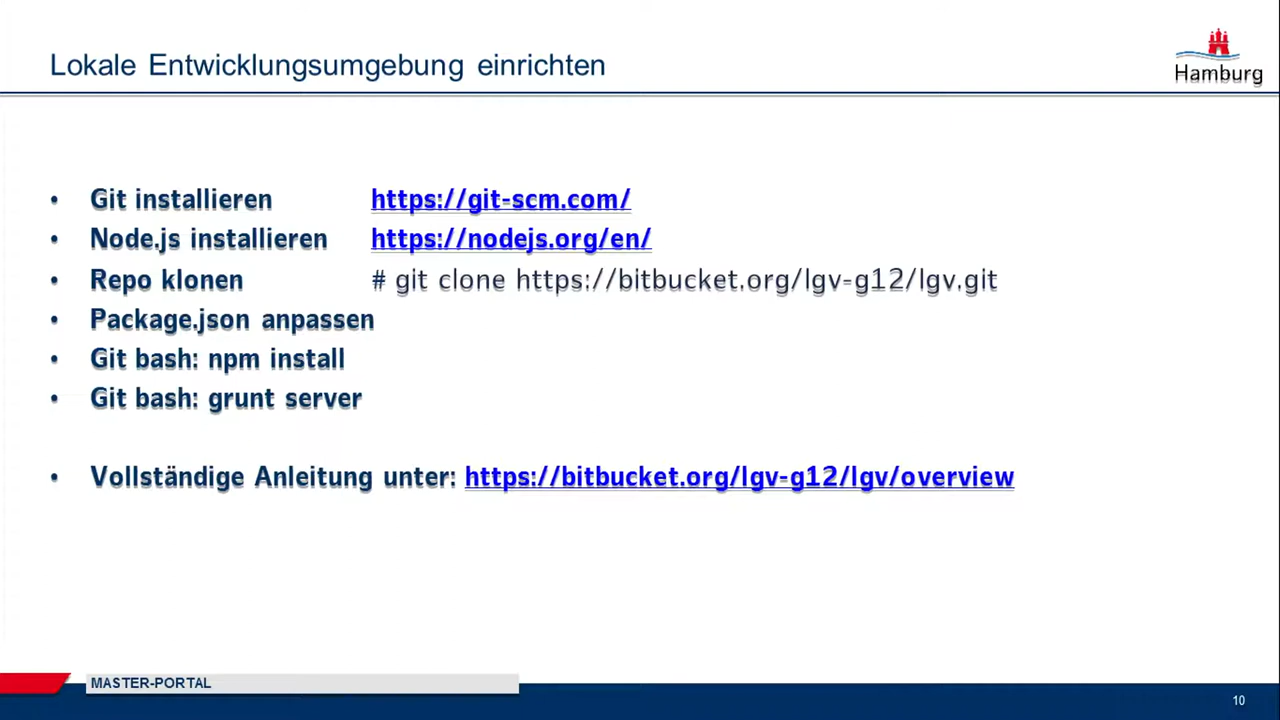 Lokale Entwicklungsumgebung einrichten
Hamburg
• Git installieren https://git-scm.com/
• Node.js installieren https://nodejs.org/en/
• Repo klonen # git clone https://bitbucket.org/lgv-g12/lgv.git
• Package.json anpassen
• Git bash: npm install
• Git bash: grunt server
• Vollständige Anleitung unter: https://bitbucket.org/lgv-g12/lgv/overview
MASTER-PORTAL
10